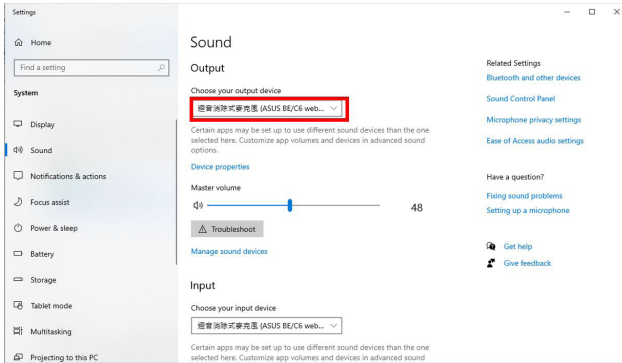 Settings
Home
Find a setting
System
Display
Sound
Notifications & actions
Focus assist
Power & sleep
Battery
Storage
Tablet mode
Multitasking
Projecting to this PC
Sound
Output
Choose your output device
迴音消除式麥克風 (ASUS BE/C6 web...
Certain apps may be set up to use different sound devices than the one
selected here. Customize app volumes and devices in advanced sound
options.
Device properties
Master volume
48
Troubleshoot
Manage sound devices
Input
Choose your input device
迴音消除式麥克風 (ASUS BE/C6 web...
Certain apps may be set up to use different sound devices than the one
selected here. Customize app volumes and devices in advanced sound
Related Settings
Bluetooth and other devices
Sound Control Panel
Microphone privacy settings
Ease of Access audio settings
Have a question?
Fixing sound problems
Setting up a microphone
Get help
Give feedback